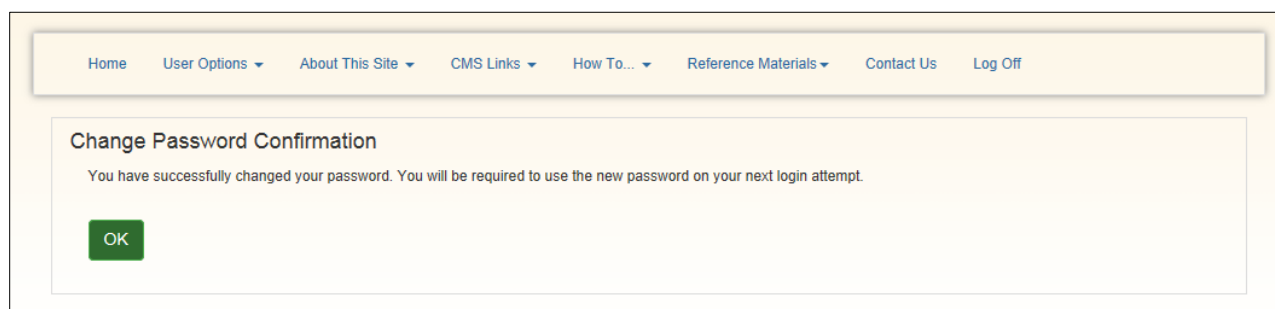 Home User Options About This Site CMS Links How To... Reference Materials Contact Us Log Off
Change Password Confirmation
You have successfully changed your password. You will be required to use the new password on your next login attempt.
OK